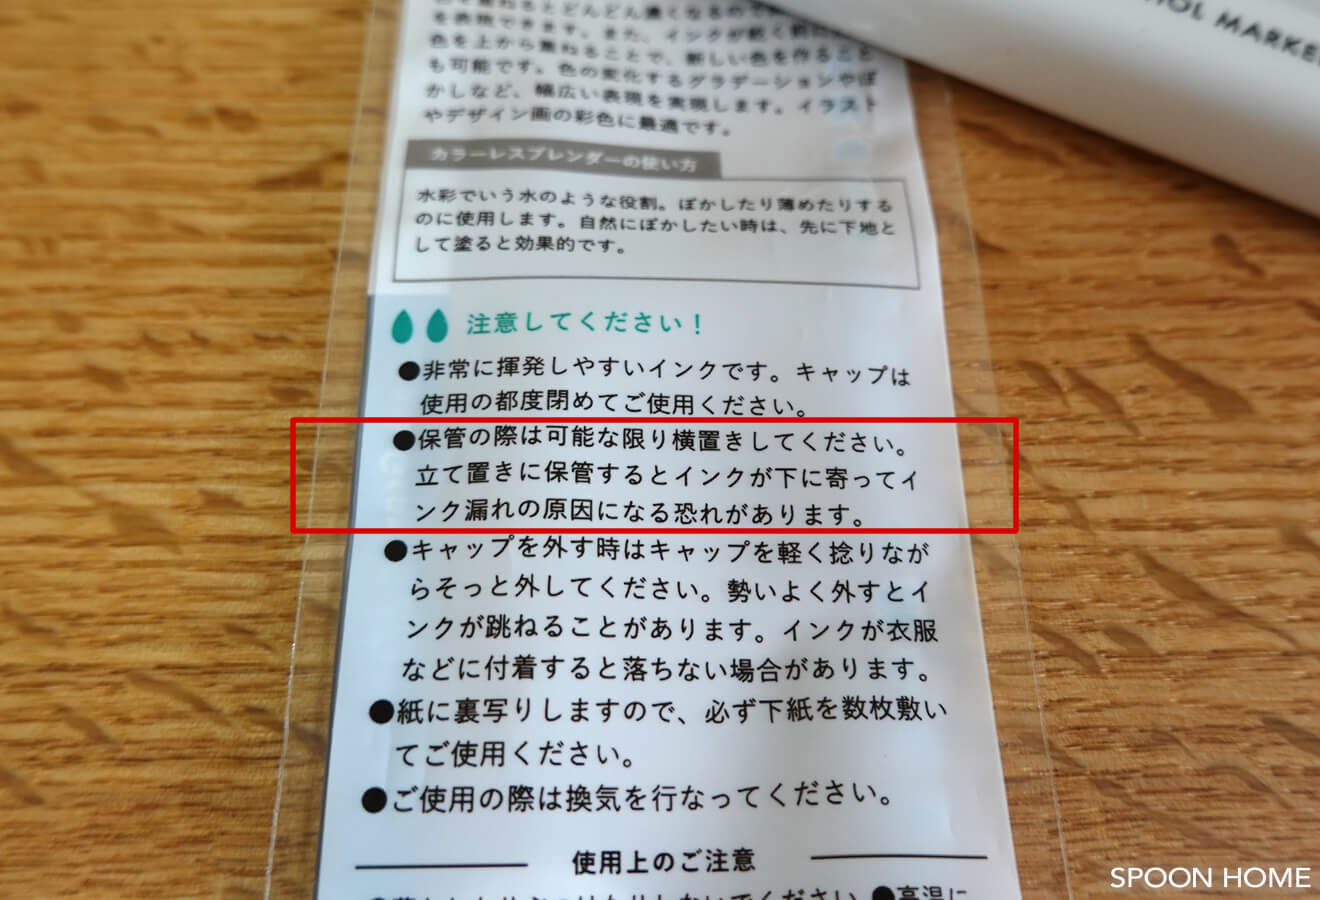 を表現できます。また、インクが乾く前に
色を上から重ねることで、新しい色を作ること
も可能です。色の変化するグラデーションやぼ
かしなど、幅広い表現を実現します。イラスト
やデザイン画の彩色に最適です。
カラーレスブレンダーの使い方
水彩でいう水のような役割。ぼかしたり薄めたりする
のに使用します。自然にぼかしたい時は、先に下地と
して塗ると効果的です。
注意してください！
●非常に揮発しやすいインクです。キャップは
使用の都度閉めてご使用ください。
●保管の際は可能な限り横置きしてください。
立て置きに保管するとインクが下に寄ってイ
ンク漏れの原因になる恐れがあります。
●キャップを外す時はキャップを軽く捻りなが
らそっと外してください。勢いよく外すとイ
ンクが跳ねることがあります。インクが衣服
などに付着すると落ちない場合があります。
●紙に裏写りしますので、必ず下紙を数枚敷い
てご使用ください。
●ご使用の際は換気を行なってください。
使用上のご注意
●高温に
MARKE
SPOON HOME